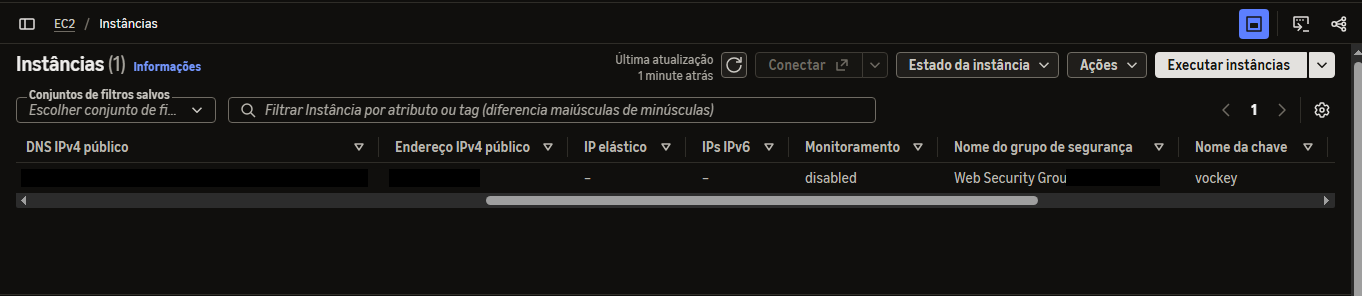 EC2 / Instâncias
Instâncias (1) Informações
Última atualização
1 minute atrás
Conectar
Estado da instância
Ações
Executar instâncias
Conjuntos de filtros salvos
Escolher conjunto de fi...
Filtrar Instância por atributo ou tag (diferencia maiúsculas de minúsculas)
1
DNS IPv4 público Endereço IPv4 público IP elástico IPs IPv6 Monitoramento Nome do grupo de segurança Nome da chave
– – disabled Web Security Grou vockey